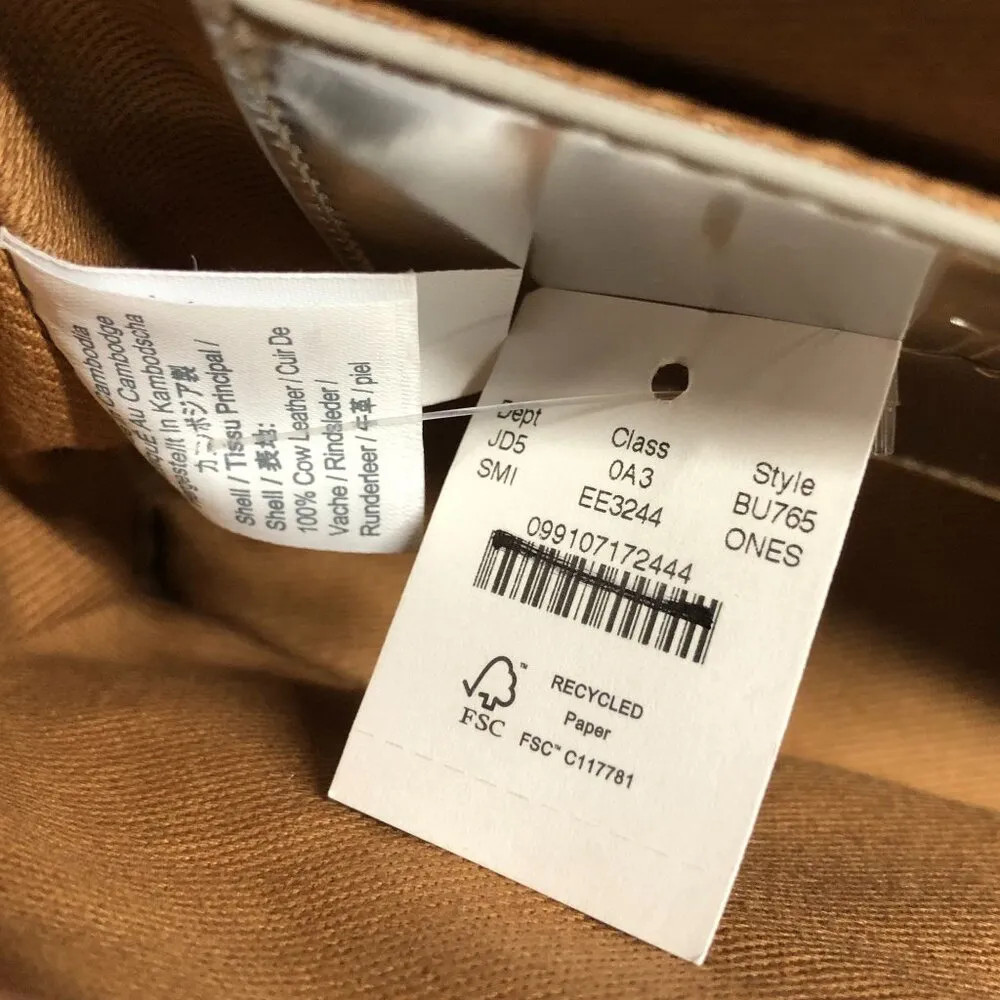 Cambodia
Au Cambodge
Gestellt In Kambodscha
カンボジア製
Shell / Tissu Principal /
Shell / 表地:
100% Cow Leather / Cuir De
Vache / Rindsleder /
Runderleer / 牛革 / piel
Dept Class Style
JD5 0A3 BU765
SMI EE3244 ONES
099107172444
™
FSC
RECYCLED
Paper
FSC™ C117781